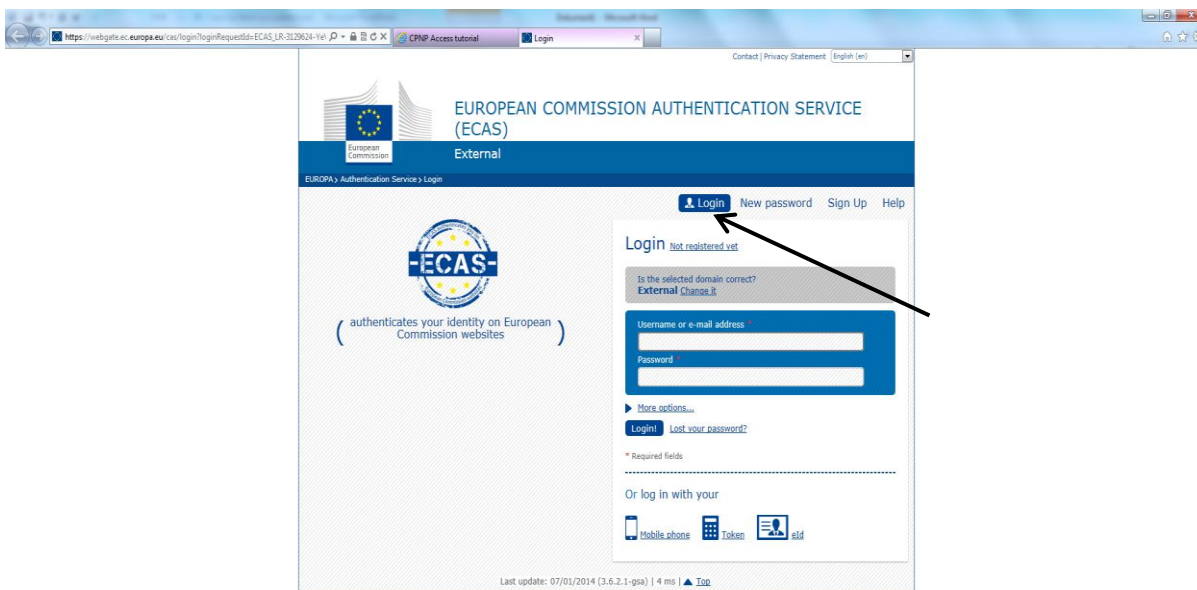 https://webgate.ec.europa.eu/cas/login?loginRequestId=ECAS_LR-3129624-Ye
CPNP Access tutorial
Login
Contact | Privacy Statement English (en)
EUROPEAN COMMISSION AUTHENTICATION SERVICE
(ECAS)
European
Commission
External
EUROPA > Authentication Service > Login
Login New password Sign Up Help
-ECAS-
( authenticates your identity on European
Commission websites )
Login Not registered yet
Is the selected domain correct?
External Change it
Username or e-mail address *
Password *
More options...
Login! Lost your password?
* Required fields
Or log in with your
Mobile phone Token eId
Last update: 07/01/2014 (3.6.2.1-gsa) | 4 ms | Top